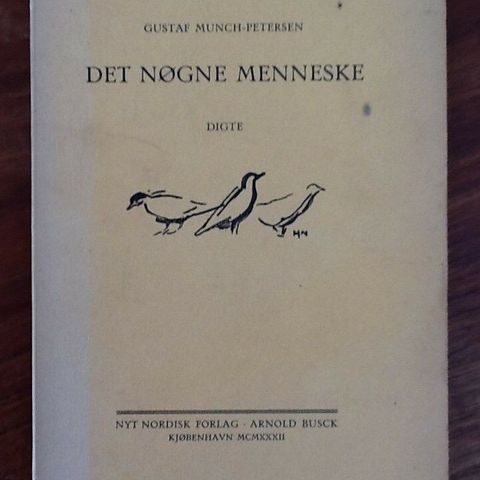 GUSTAF MUNCH-PETERSEN
DET NØGNE MENNESKE
DIGTE
HN
NYT NORDISK FORLAG · ARNOLD BUSCK
KJØBENHAVN MCMXXXII